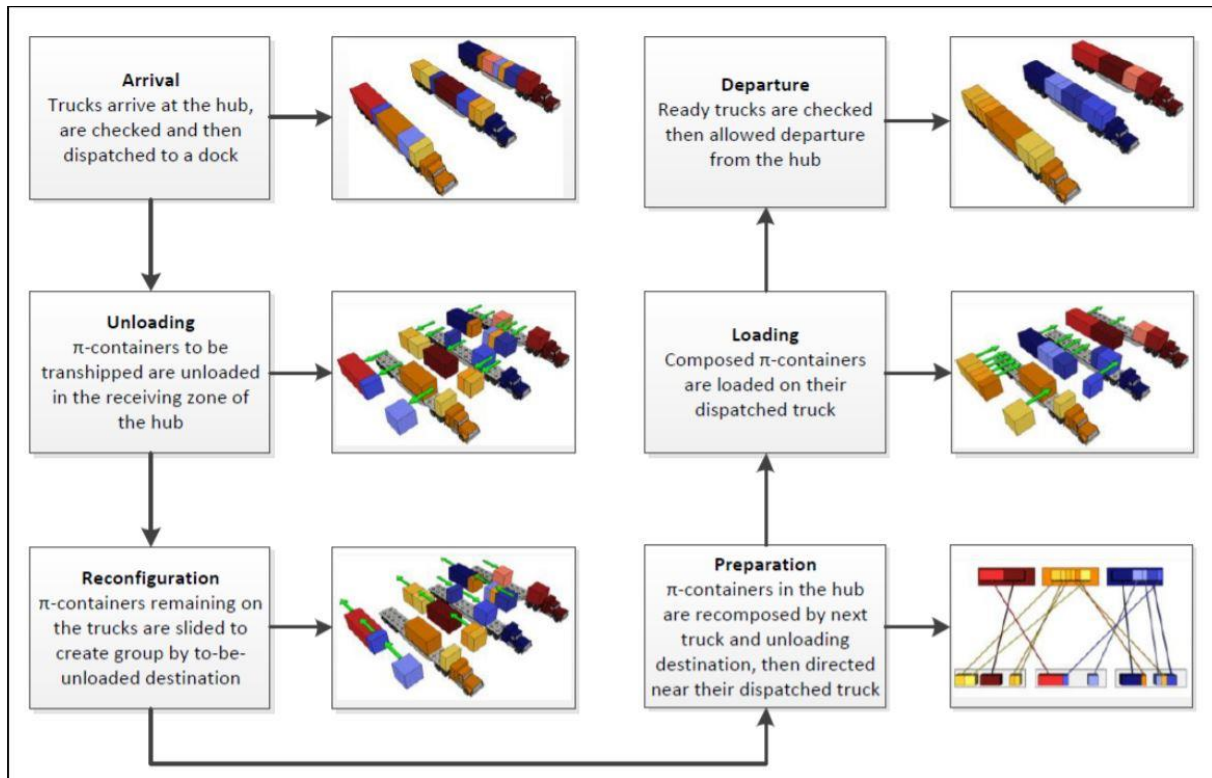 Arrival
Trucks arrive at the hub,
are checked and then
dispatched to a dock
Unloading
π-containers to be
transhipped are unloaded
in the receiving zone of
the hub
Reconfiguration
π-containers remaining on
the trucks are slided to
create group by to-be-
unloaded destination
Preparation
π-containers in the hub
are recomposed by next
truck and unloading
destination, then directed
near their dispatched truck
Loading
Composed π-containers
are loaded on their
dispatched truck
Departure
Ready trucks are checked
then allowed departure
from the hub